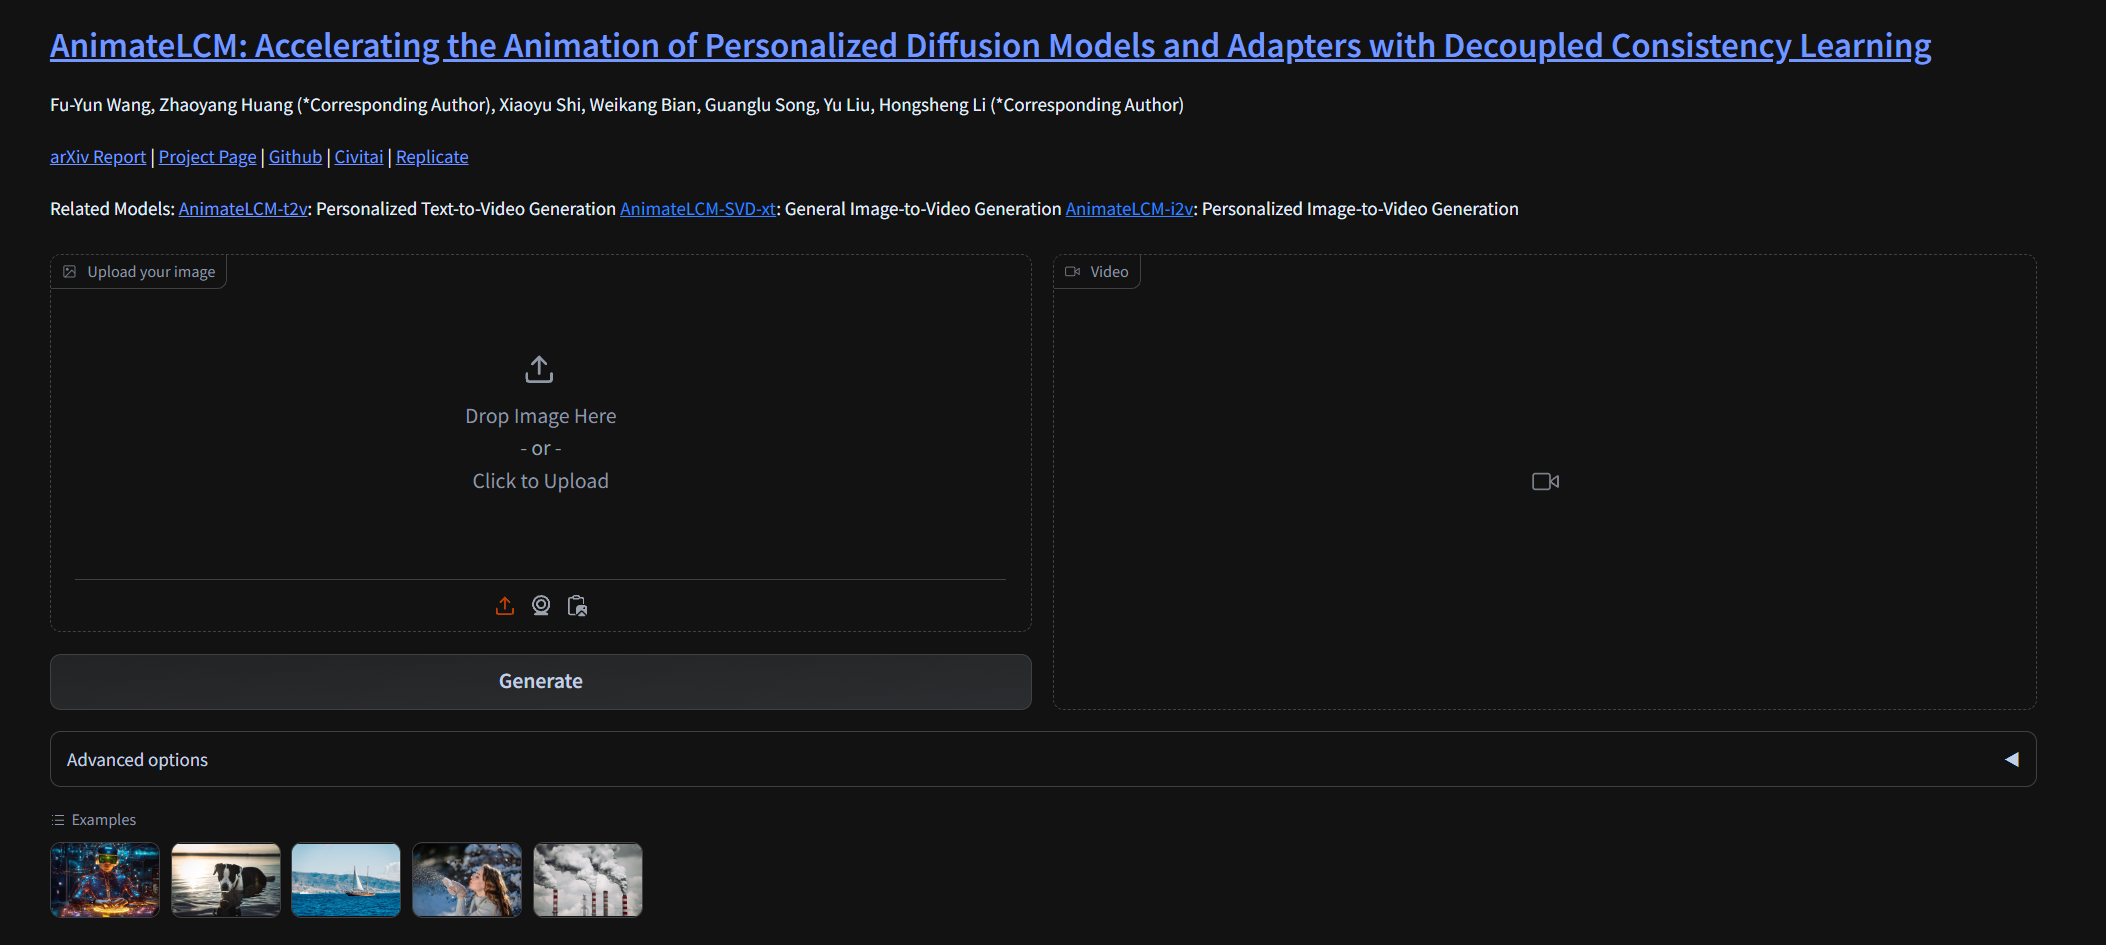 AnimateLCM: Accelerating the Animation of Personalized Diffusion Models and Adapters with Decoupled Consistency Learning
Fu-Yun Wang, Zhaoyang Huang (*Corresponding Author), Xiaoyu Shi, Weikang Bian, Guanglu Song, Yu Liu, Hongsheng Li (*Corresponding Author)
arXiv Report | Project Page | Github | Civitai | Replicate
Related Models: AnimateLCM-t2v: Personalized Text-to-Video Generation AnimateLCM-SVD-xt: General Image-to-Video Generation AnimateLCM-i2v: Personalized Image-to-Video Generation
Upload your image
Drop Image Here
- or -
Click to Upload
Generate
Video
Advanced options
Examples